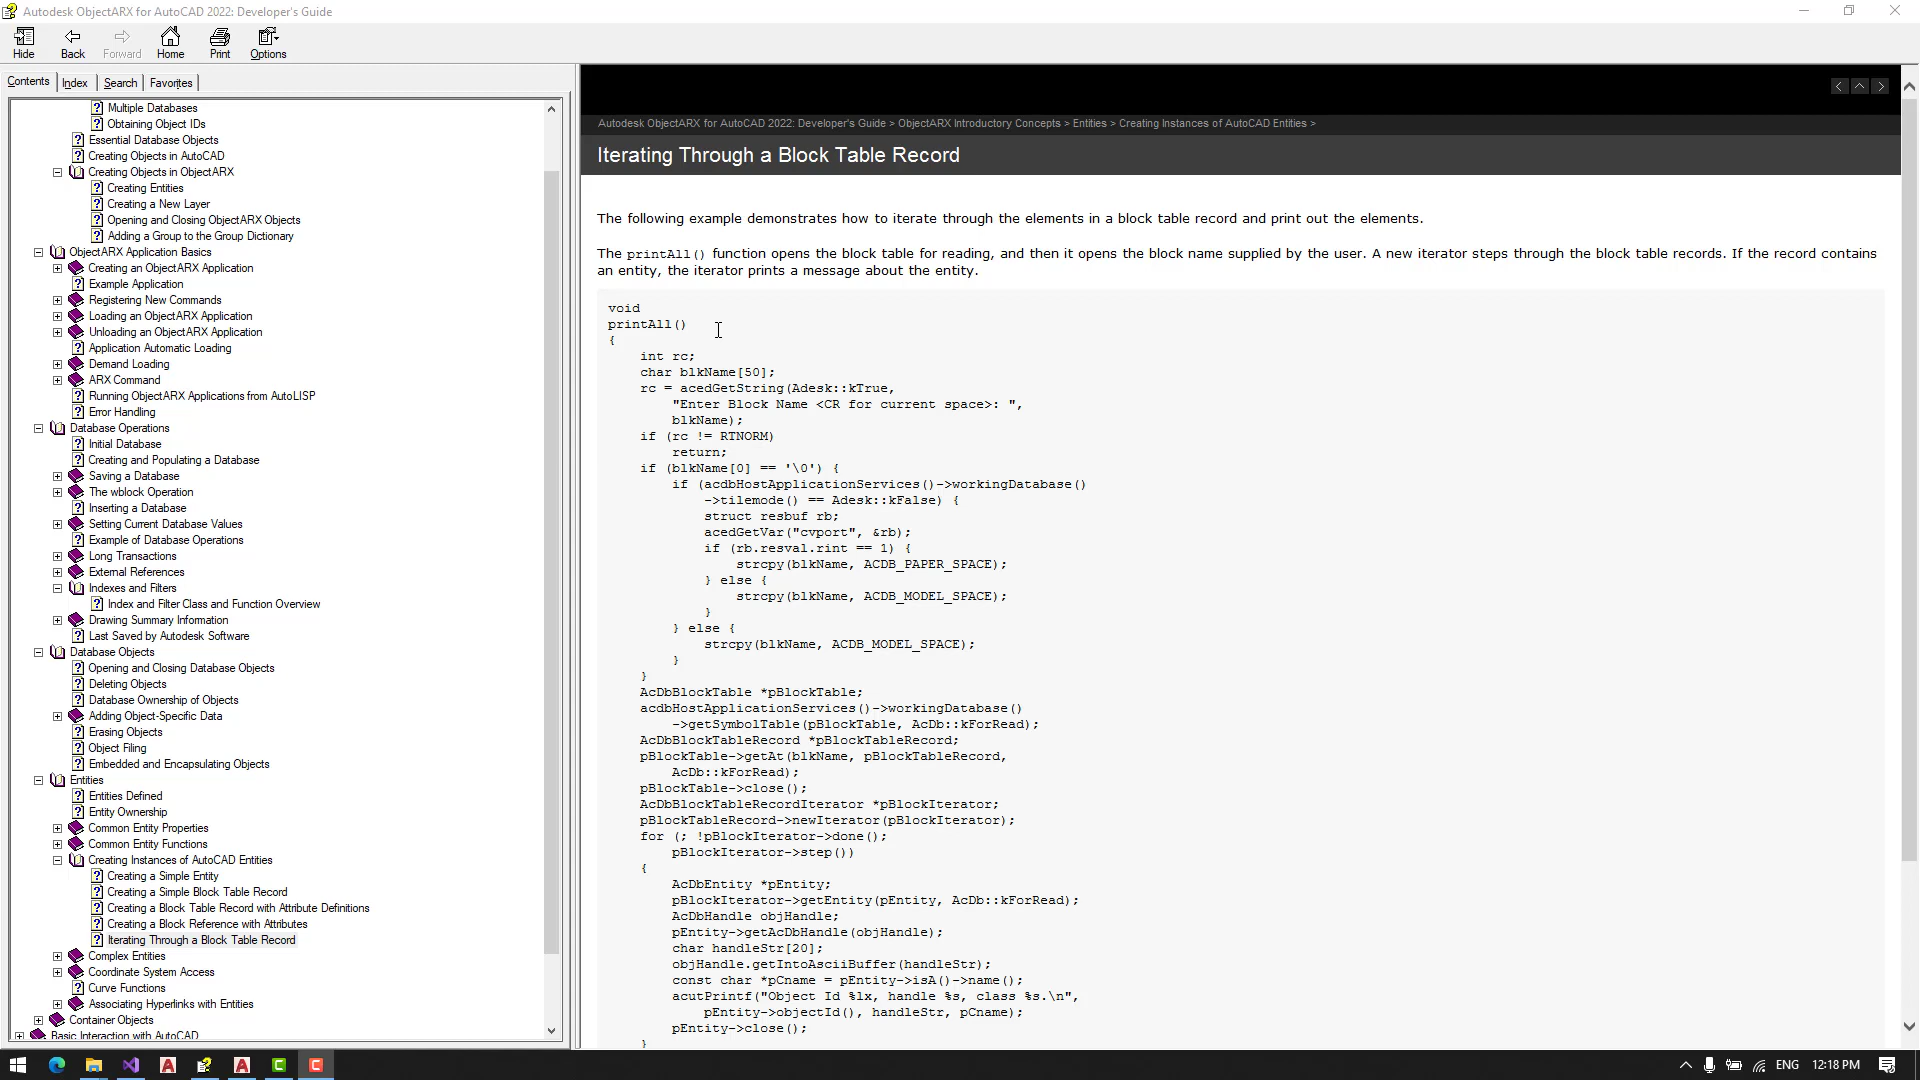 Autodesk ObjectARX for AutoCAD 2022: Developer's Guide
Hide
Back
Forward
Home
Print
Options
Contents
Index
Search
Favorites
Multiple Databases
Obtaining Object IDs
Essential Database Objects
Creating Objects in AutoCAD
Creating Objects in ObjectARX
Creating Entities
Creating a New Layer
Opening and Closing ObjectARX Objects
Adding a Group to the Group Dictionary
ObjectARX Application Basics
Creating an ObjectARX Application
Example Application
Registering New Commands
Loading an ObjectARX Application
Unloading an ObjectARX Application
Application Automatic Loading
Demand Loading
ARX Command
Running ObjectARX Applications from AutoLISP
Error Handling
Database Operations
Initial Database
Creating and Populating a Database
Saving a Database
The wblock Operation
Inserting a Database
Setting Current Database Values
Example of Database Operations
Long Transactions
External References
Indexes and Filters
Index and Filter Class and Function Overview
Drawing Summary Information
Last Saved by Autodesk Software
Database Objects
Opening and Closing Database Objects
Deleting Objects
Database Ownership of Objects
Adding Object-Specific Data
Erasing Objects
Object Filing
Embedded and Encapsulating Objects
Entities
Entities Defined
Entity Ownership
Common Entity Properties
Common Entity Functions
Creating Instances of AutoCAD Entities
Creating a Simple Entity
Creating a Simple Block Table Record
Creating a Block Table Record with Attribute Definitions
Creating a Block Reference with Attributes
Iterating Through a Block Table Record
Complex Entities
Coordinate System Access
Curve Functions
Associating Hyperlinks with Entities
Container Objects
Basic Interaction with AutoCAD
Autodesk ObjectARX for AutoCAD 2022: Developer's Guide > ObjectARX Introductory Concepts > Entities > Creating Instances of AutoCAD Entities >
Iterating Through a Block Table Record
The following example demonstrates how to iterate through the elements in a block table record and print out the elements.
The printAll() function opens the block table for reading, and then it opens the block name supplied by the user. A new iterator steps through the block table records. If the record contains
an entity, the iterator prints a message about the entity.
void
printAll()
{
    int rc;
    char blkName[50];
    rc = acedGetString(Adesk::kTrue,
        "Enter Block Name <CR for current space>: ",
        blkName);
    if (rc != RTNORM)
        return;
    if (blkName[0] == '\0') {
        if (acdbHostApplicationServices()->workingDatabase()
            ->tilemode() == Adesk::kFalse) {
            struct resbuf rb;
            acedGetVar("cvport", &rb);
            if (rb.resval.rint == 1) {
                strcpy(blkName, ACDB_PAPER_SPACE);
            } else {
                strcpy(blkName, ACDB_MODEL_SPACE);
            }
        } else {
            strcpy(blkName, ACDB_MODEL_SPACE);
        }
    }
    AcDbBlockTable *pBlockTable;
    acdbHostApplicationServices()->workingDatabase()
        ->getSymbolTable(pBlockTable, AcDb::kForRead);
    AcDbBlockTableRecord *pBlockTableRecord;
    pBlockTable->getAt(blkName, pBlockTableRecord,
        AcDb::kForRead);
    pBlockTable->close();
    AcDbBlockTableRecordIterator *pBlockIterator;
    pBlockTableRecord->newIterator(pBlockIterator);
    for (; !pBlockIterator->done();
        pBlockIterator->step())
    {
        AcDbEntity *pEntity;
        pBlockIterator->getEntity(pEntity, AcDb::kForRead);
        AcDbHandle objHandle;
        pEntity->getAcDbHandle(objHandle);
        char handleStr[20];
        objHandle.getIntoAsciiBuffer(handleStr);
        const char *pCname = pEntity->isA()->name();
        acutPrintf("Object Id %lx, handle %s, class %s.\n",
            pEntity->objectId(), handleStr, pCname);
        pEntity->close();
    }
ENG
12:18 PM